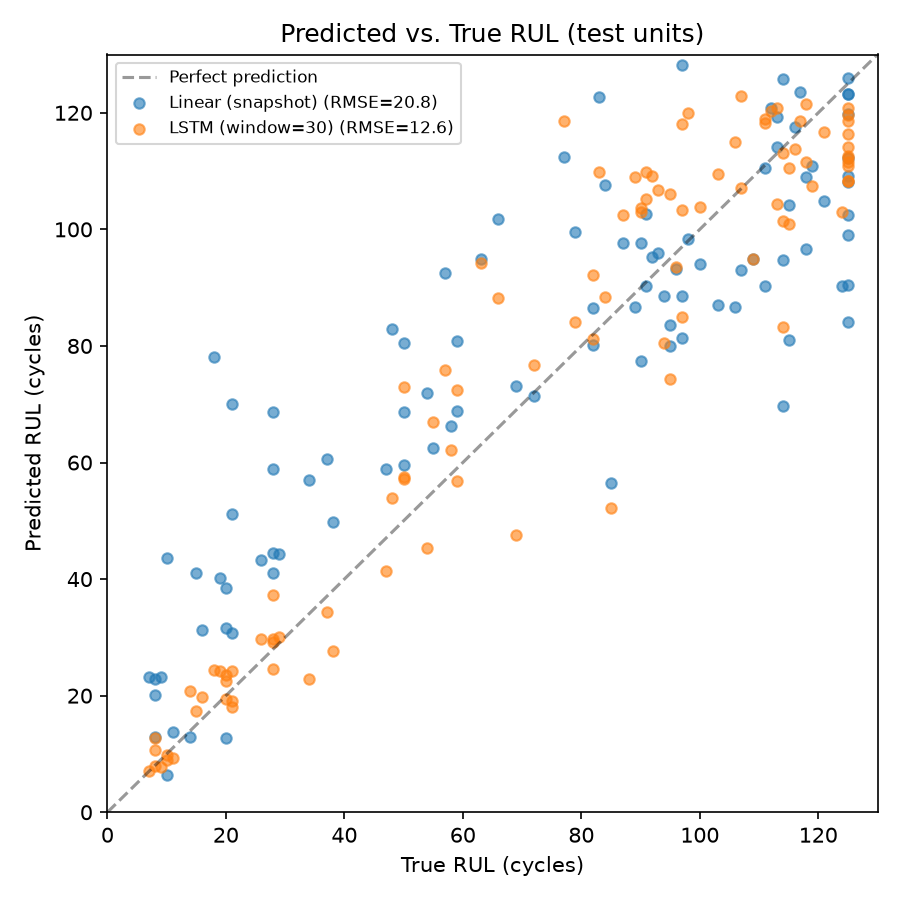 Predicted vs. True RUL (test units)
Perfect prediction
Linear (snapshot) (RMSE=20.8)
LSTM (window=30) (RMSE=12.6)
Predicted RUL (cycles)
120
100
80
60
40
20
0
0 20 40 60 80 100 120
True RUL (cycles)